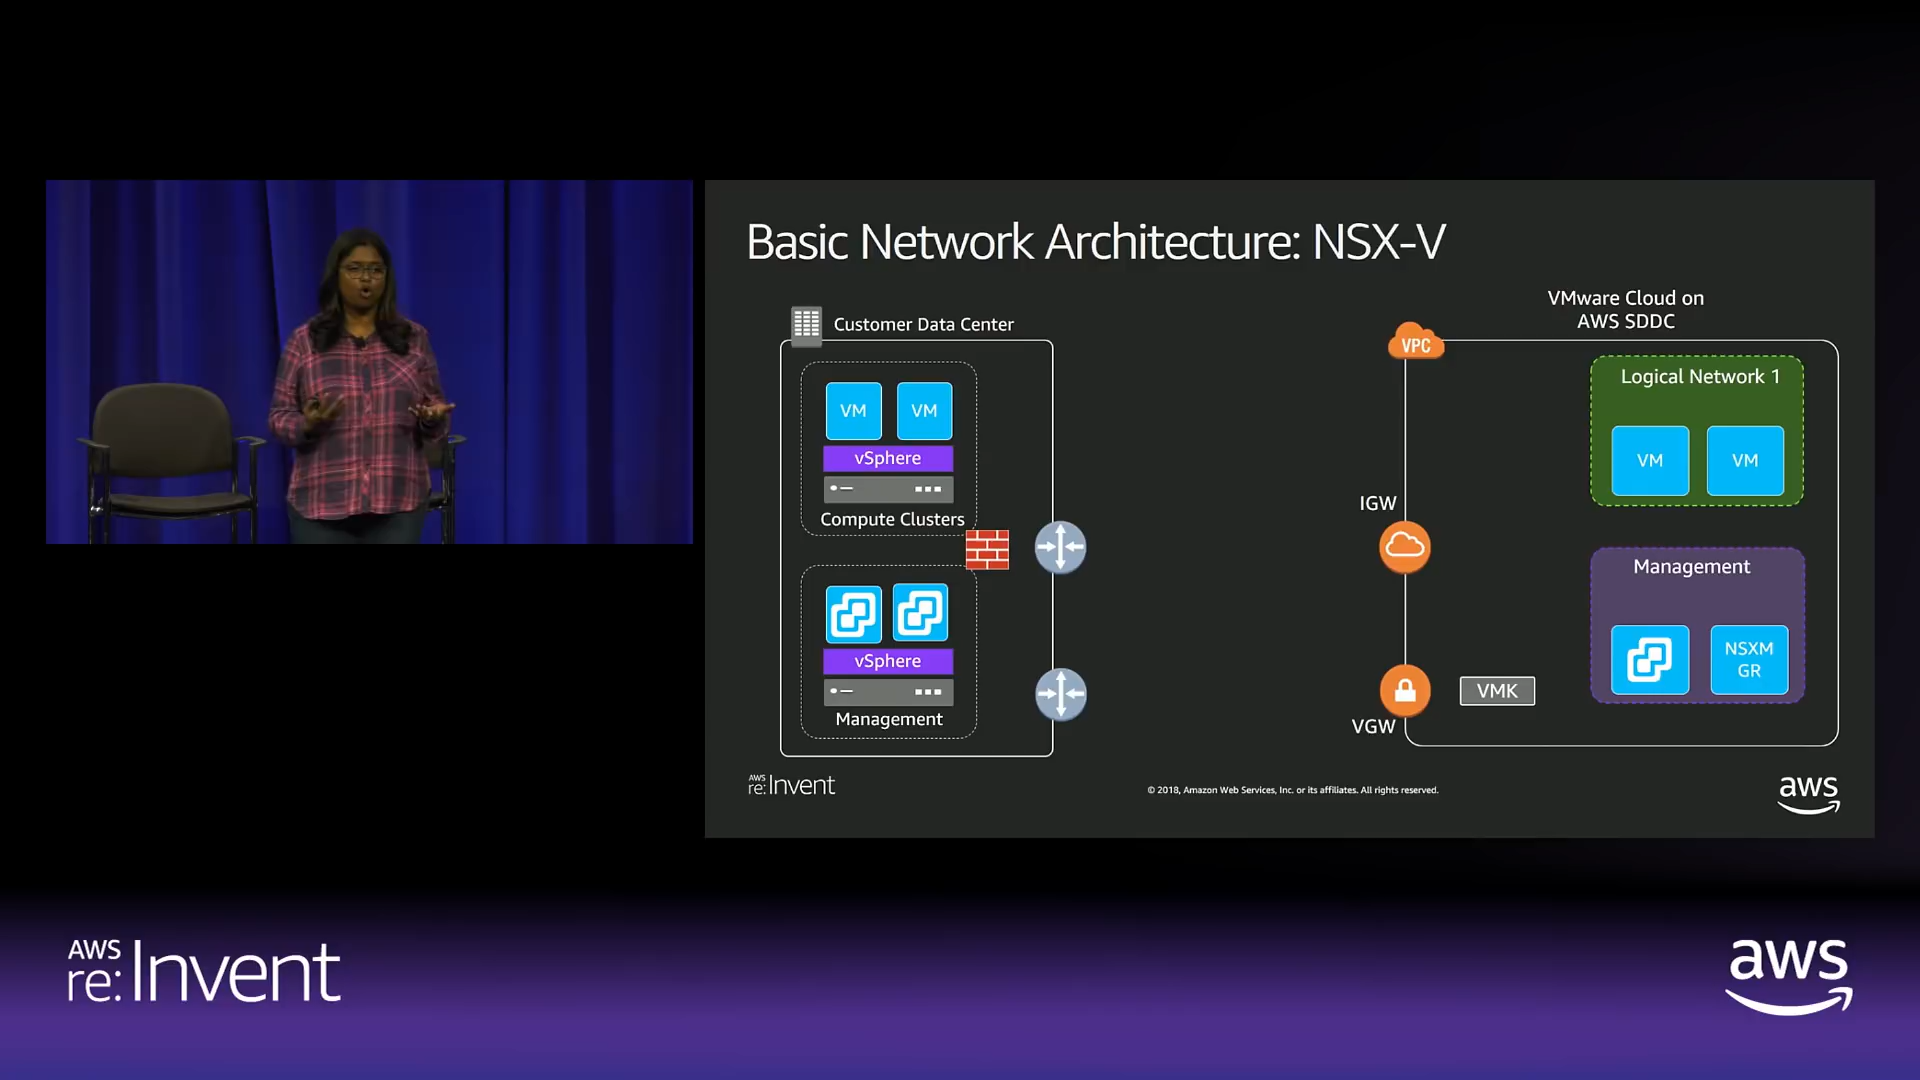 Basic Network Architecture: NSX-V
Customer Data Center
VM
VM
vSphere
Compute Clusters
vSphere
Management
VMware Cloud on
AWS SDDC
VPC
Logical Network 1
VM
VM
IGW
Management
NSXM
GR
VMK
VGW
AWS
re:Invent
© 2018, Amazon Web Services, Inc. or its affiliates. All rights reserved.
aws
AWS
re:Invent
aws